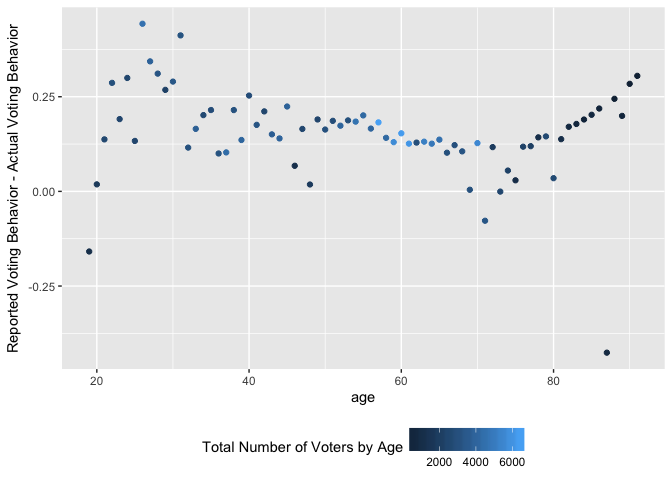 Reported Voting Behavior - Actual Voting Behavior
0.25
0.00
-0.25
20 40 60 80
age
Total Number of Voters by Age
2000 4000 6000